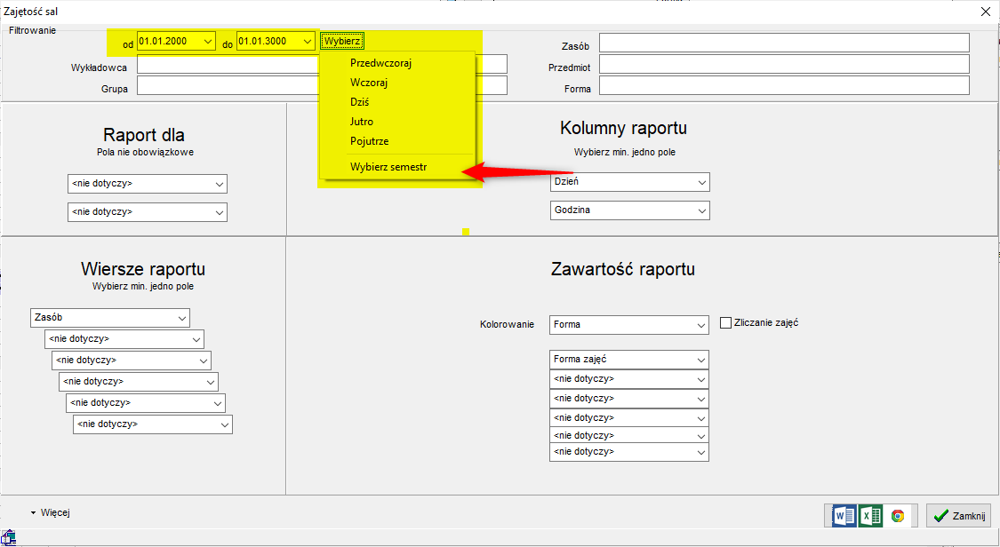 Zajętość sal
Filtrowanie
od 01.01.2000 do 01.01.3000 Wybierz
Zasób
Wykładowca
Przedmiot
Grupa
Forma
Przedwczoraj
Wczoraj
Dziś
Jutro
Pojutrze
Wybierz semestr
Raport dla
Pola nie obowiązkowe
<nie dotyczy>
<nie dotyczy>
Kolumny raportu
Wybierz min. jedno pole
Dzień
Godzina
Wiersze raportu
Wybierz min. jedno pole
Zasób
<nie dotyczy>
<nie dotyczy>
<nie dotyczy>
<nie dotyczy>
<nie dotyczy>
Zawartość raportu
Kolorowanie Forma Zliczanie zajęć
Forma zajęć
<nie dotyczy>
<nie dotyczy>
<nie dotyczy>
<nie dotyczy>
<nie dotyczy>
Więcej
Zamknij